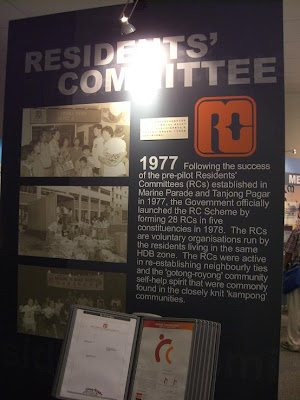 RESIDENTS'
COMMITTEE
RC
1977 Following the success
of the pre-pilot Residents'
Committees (RCs) established in
Marine Parade and Tanjong Pagar
in 1977, the Government officially
launched the RC Scheme by
forming 28 RCs in five
constituencies in 1978. The RCs
are voluntary organisations run by
the residents living in the same
HDB zone. The RCs were active
in re-establishing neighbourly ties
and the 'gotong-royong' community
self-help spirit that were commonly
found in the closely knit 'kampong'
communities.